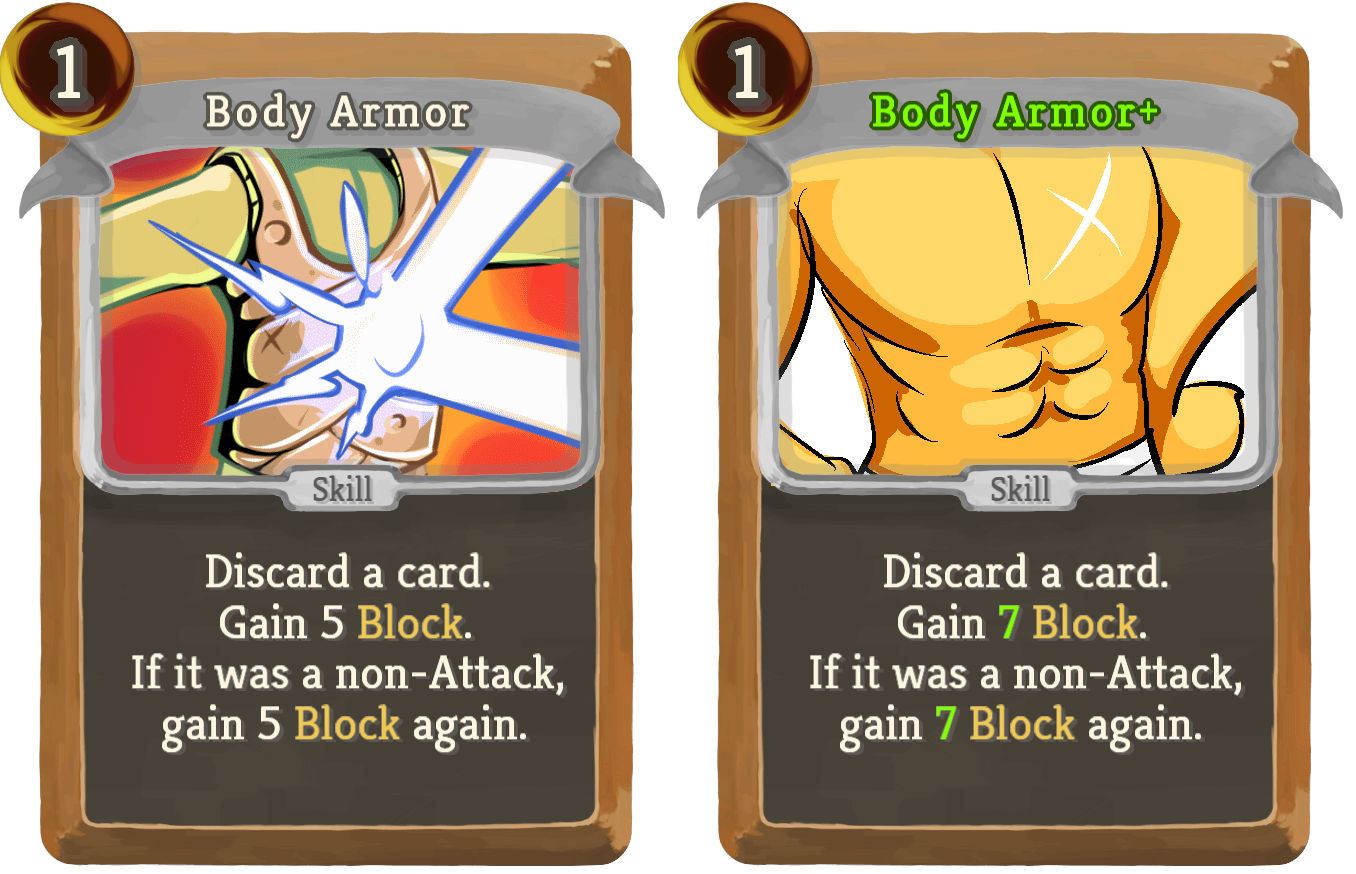 1
Body Armor
Skill
Discard a card.
Gain 5 Block.
If it was a non-Attack,
gain 5 Block again.
1
Body Armor+
Skill
Discard a card.
Gain 7 Block.
If it was a non-Attack,
gain 7 Block again.